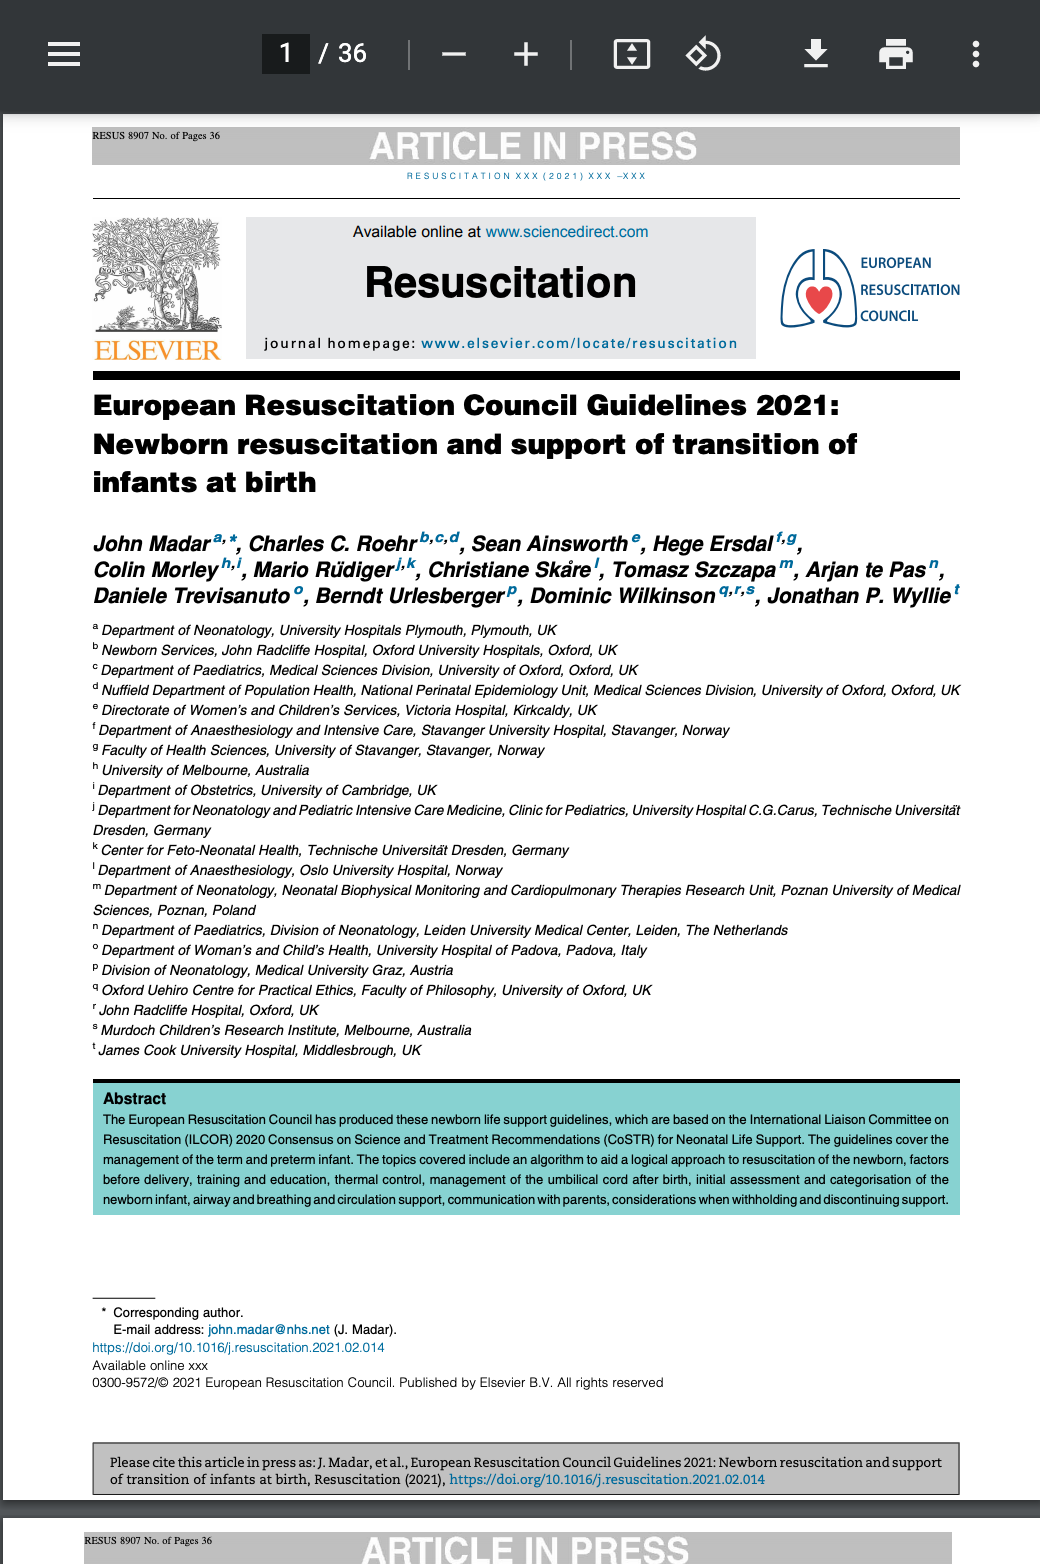 1 / 36
RESUS 8907 No. of Pages 36
ARTICLE IN PRESS
RESUSCITATION XXX (2021) XXX –XXX
Available online at www.sciencedirect.com
Resuscitation
journal homepage: www.elsevier.com/locate/resuscitation
ELSEVIER
EUROPEAN
RESUSCITATION
COUNCIL
European Resuscitation Council Guidelines 2021:
Newborn resuscitation and support of transition of
infants at birth
John Madar a,*, Charles C. Roehr b,c,d, Sean Ainsworth e, Hege Ersdal f,g,
Colin Morley h,i, Mario Rüdiger j,k, Christiane Skåre l, Tomasz Szczapa m, Arjan te Pas n,
Daniele Trevisanuto o, Berndt Urlesberger p, Dominic Wilkinson q,r,s, Jonathan P. Wyllie t
a Department of Neonatology, University Hospitals Plymouth, Plymouth, UK
b Newborn Services, John Radcliffe Hospital, Oxford University Hospitals, Oxford, UK
c Department of Paediatrics, Medical Sciences Division, University of Oxford, Oxford, UK
d Nuffield Department of Population Health, National Perinatal Epidemiology Unit, Medical Sciences Division, University of Oxford, Oxford, UK
e Directorate of Women's and Children's Services, Victoria Hospital, Kirkcaldy, UK
f Department of Anaesthesiology and Intensive Care, Stavanger University Hospital, Stavanger, Norway
g Faculty of Health Sciences, University of Stavanger, Stavanger, Norway
h University of Melbourne, Australia
i Department of Obstetrics, University of Cambridge, UK
j Department for Neonatology and Pediatric Intensive Care Medicine, Clinic for Pediatrics, University Hospital C.G.Carus, Technische Universität
Dresden, Germany
k Center for Feto-Neonatal Health, Technische Universität Dresden, Germany
l Department of Anaesthesiology, Oslo University Hospital, Norway
m Department of Neonatology, Neonatal Biophysical Monitoring and Cardiopulmonary Therapies Research Unit, Poznan University of Medical
Sciences, Poznan, Poland
n Department of Paediatrics, Division of Neonatology, Leiden University Medical Center, Leiden, The Netherlands
o Department of Woman's and Child's Health, University Hospital of Padova, Padova, Italy
p Division of Neonatology, Medical University Graz, Austria
q Oxford Uehiro Centre for Practical Ethics, Faculty of Philosophy, University of Oxford, UK
r John Radcliffe Hospital, Oxford, UK
s Murdoch Children's Research Institute, Melbourne, Australia
t James Cook University Hospital, Middlesbrough, UK
Abstract
The European Resuscitation Council has produced these newborn life support guidelines, which are based on the International Liaison Committee on
Resuscitation (ILCOR) 2020 Consensus on Science and Treatment Recommendations (CoSTR) for Neonatal Life Support. The guidelines cover the
management of the term and preterm infant. The topics covered include an algorithm to aid a logical approach to resuscitation of the newborn, factors
before delivery, training and education, thermal control, management of the umbilical cord after birth, initial assessment and categorisation of the
newborn infant, airway and breathing and circulation support, communication with parents, considerations when withholding and discontinuing support.
* Corresponding author.
E-mail address: john.madar@nhs.net (J. Madar).
https://doi.org/10.1016/j.resuscitation.2021.02.014
Available online xxx
0300-9572/© 2021 European Resuscitation Council. Published by Elsevier B.V. All rights reserved
Please cite this article in press as: J. Madar, et al., European Resuscitation Council Guidelines 2021: Newborn resuscitation and support
of transition of infants at birth, Resuscitation (2021), https://doi.org/10.1016/j.resuscitation.2021.02.014
RESUS 8907 No. of Pages 36
ARTICLE IN PRESS